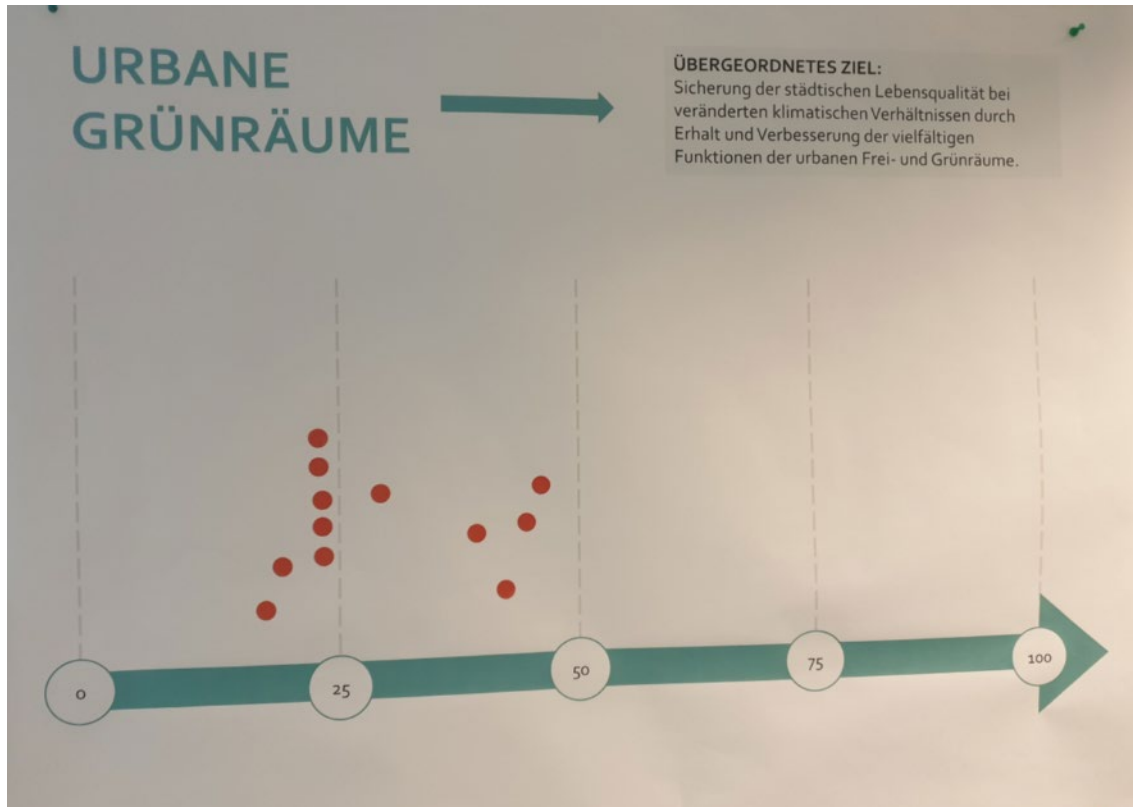 URBANE
GRÜNRÄUME
ÜBERGEORDNETES ZIEL:
Sicherung der städtischen Lebensqualität bei
veränderten klimatischen Verhältnissen durch
Erhalt und Verbesserung der vielfältigen
Funktionen der urbanen Frei- und Grünräume.
0
25
50
75
100